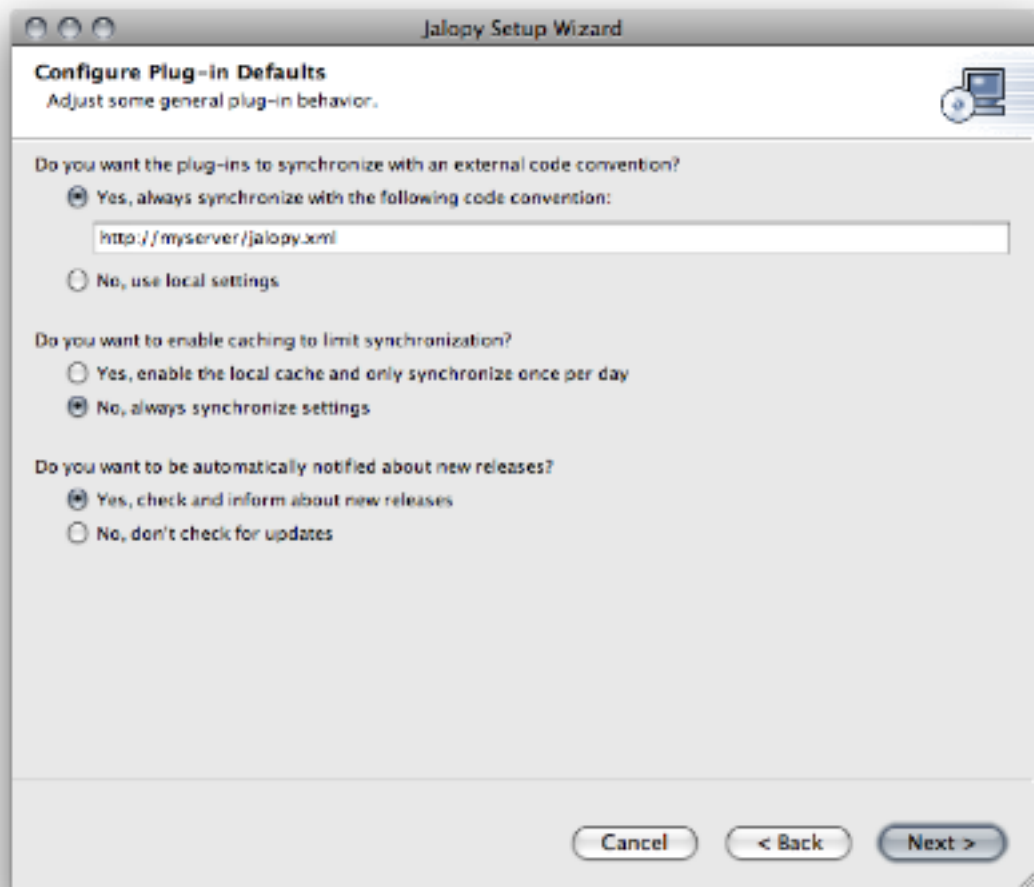 Jalopy Setup Wizard
Configure Plug-in Defaults
Adjust some general plug-in behavior.
Do you want the plug-ins to synchronize with an external code convention?
Yes, always synchronize with the following code convention:
http://myserver/jalopy.xml
No, use local settings
Do you want to enable caching to limit synchronization?
Yes, enable the local cache and only synchronize once per day
No, always synchronize settings
Do you want to be automatically notified about new releases?
Yes, check and inform about new releases
No, don't check for updates
Cancel < Back Next >